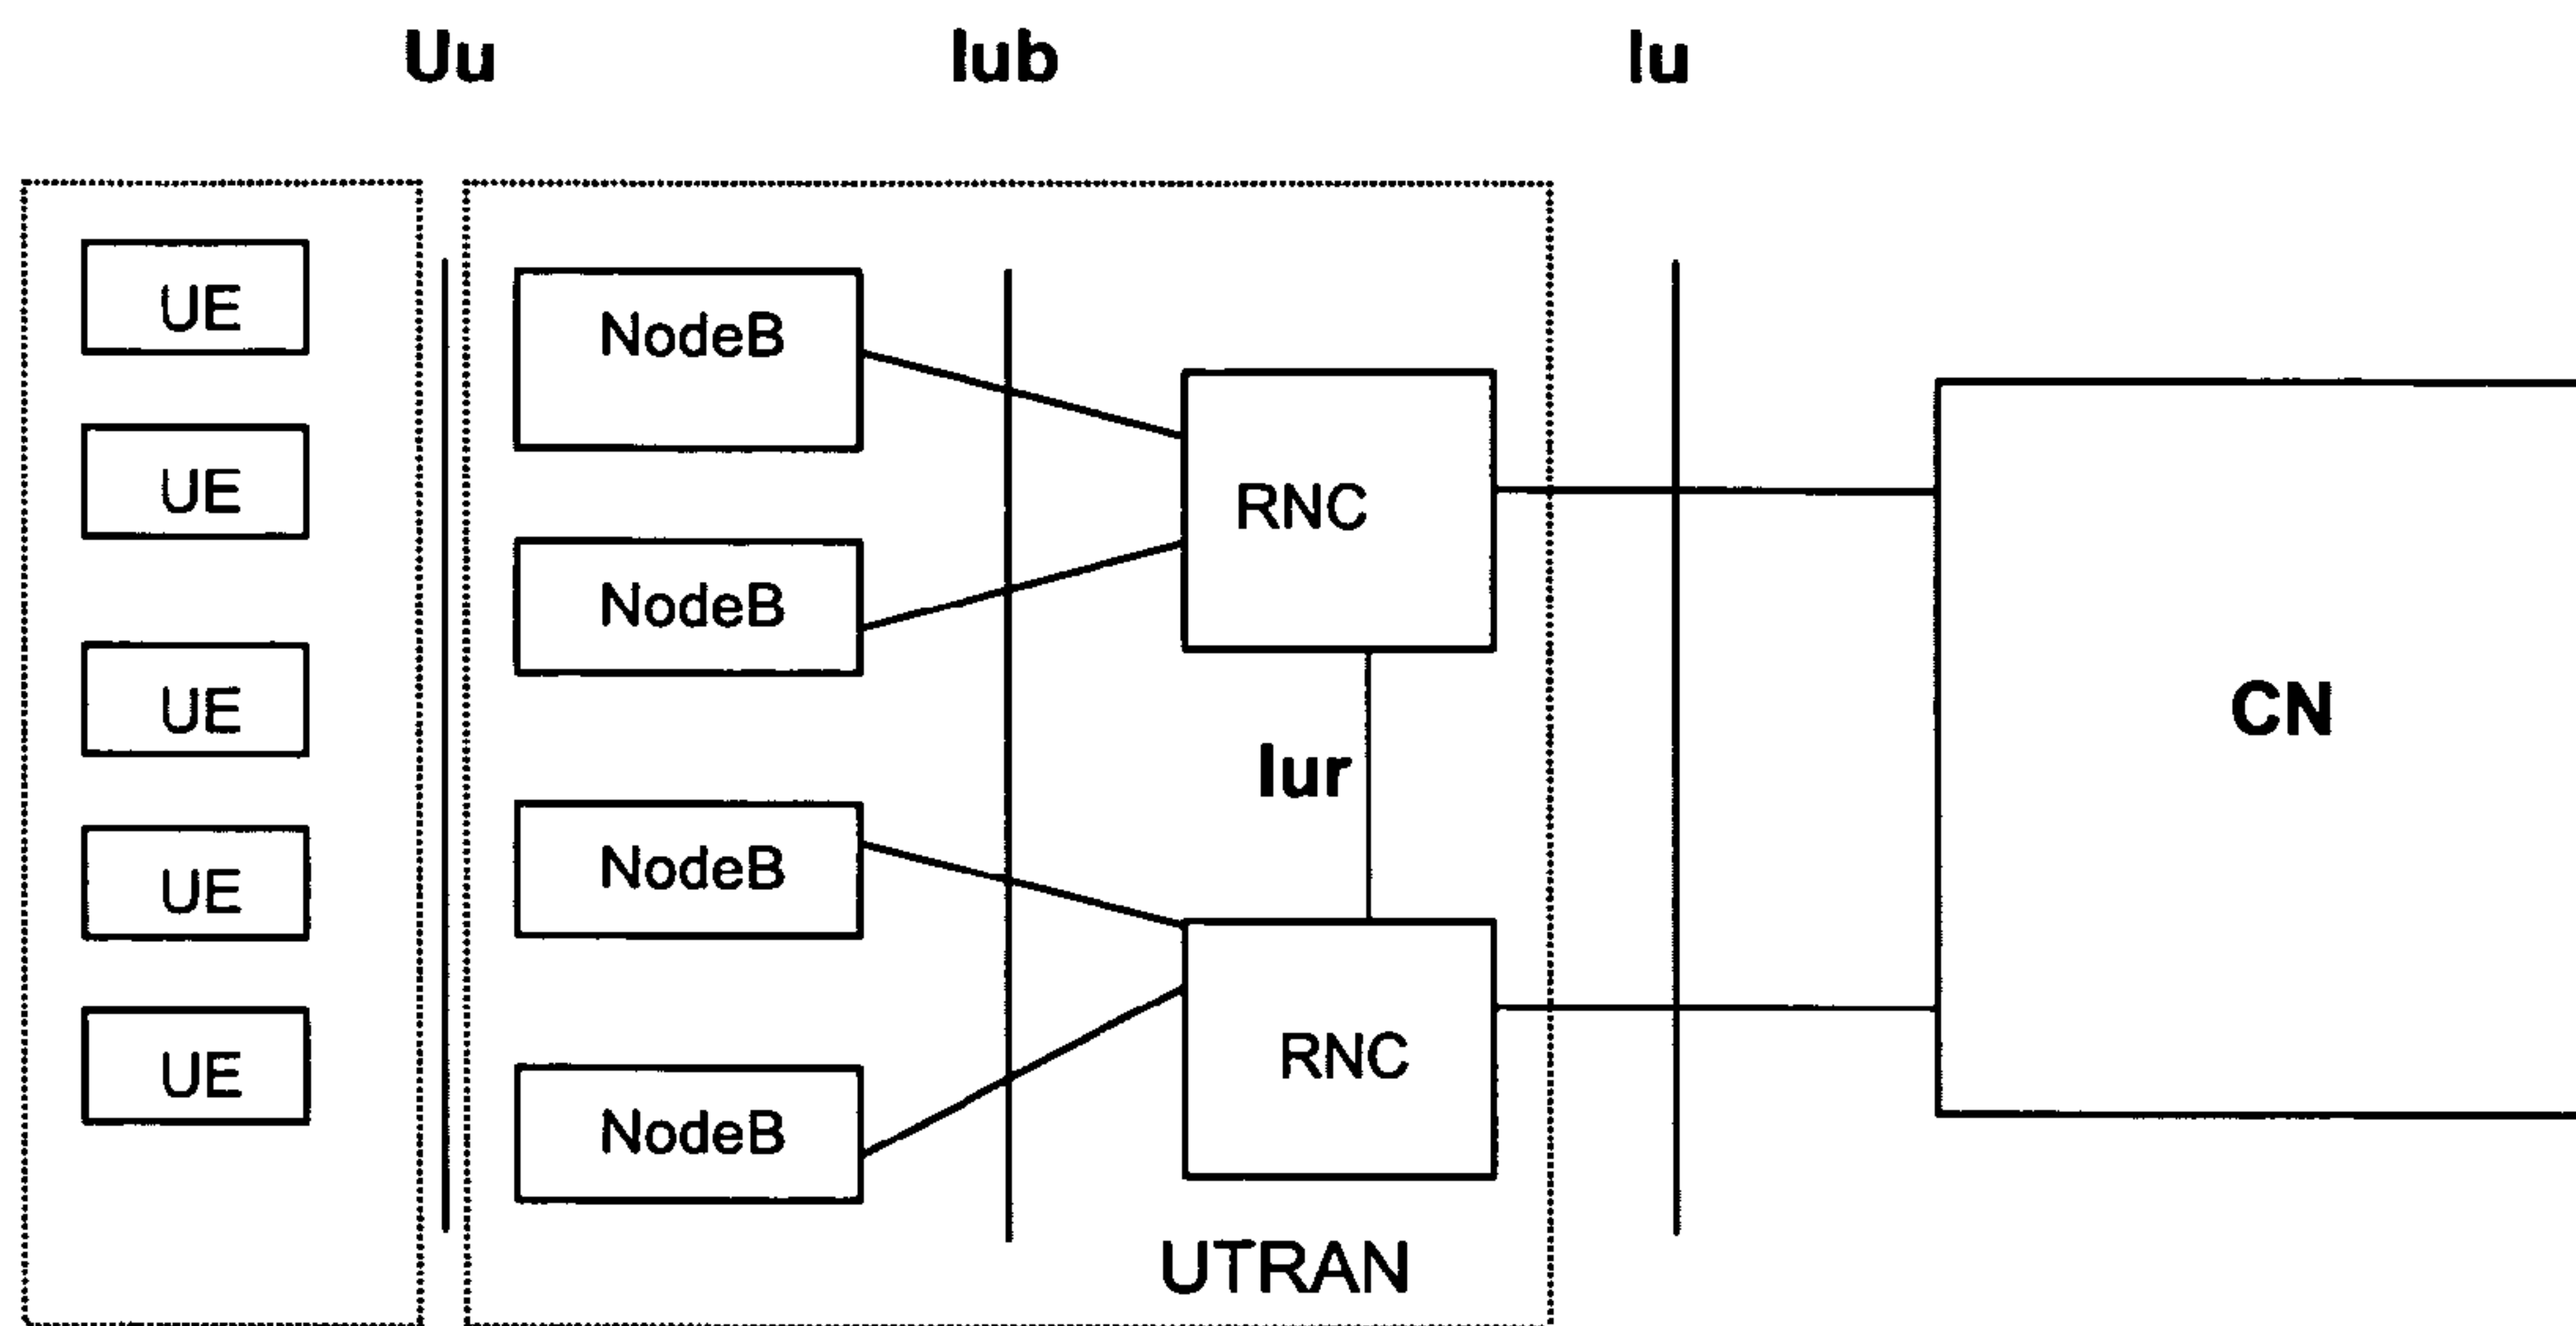 Uu
Iub
Iu
UE
UE
UE
UE
UE
NodeB
NodeB
NodeB
NodeB
RNC
Iur
RNC
UTRAN
CN